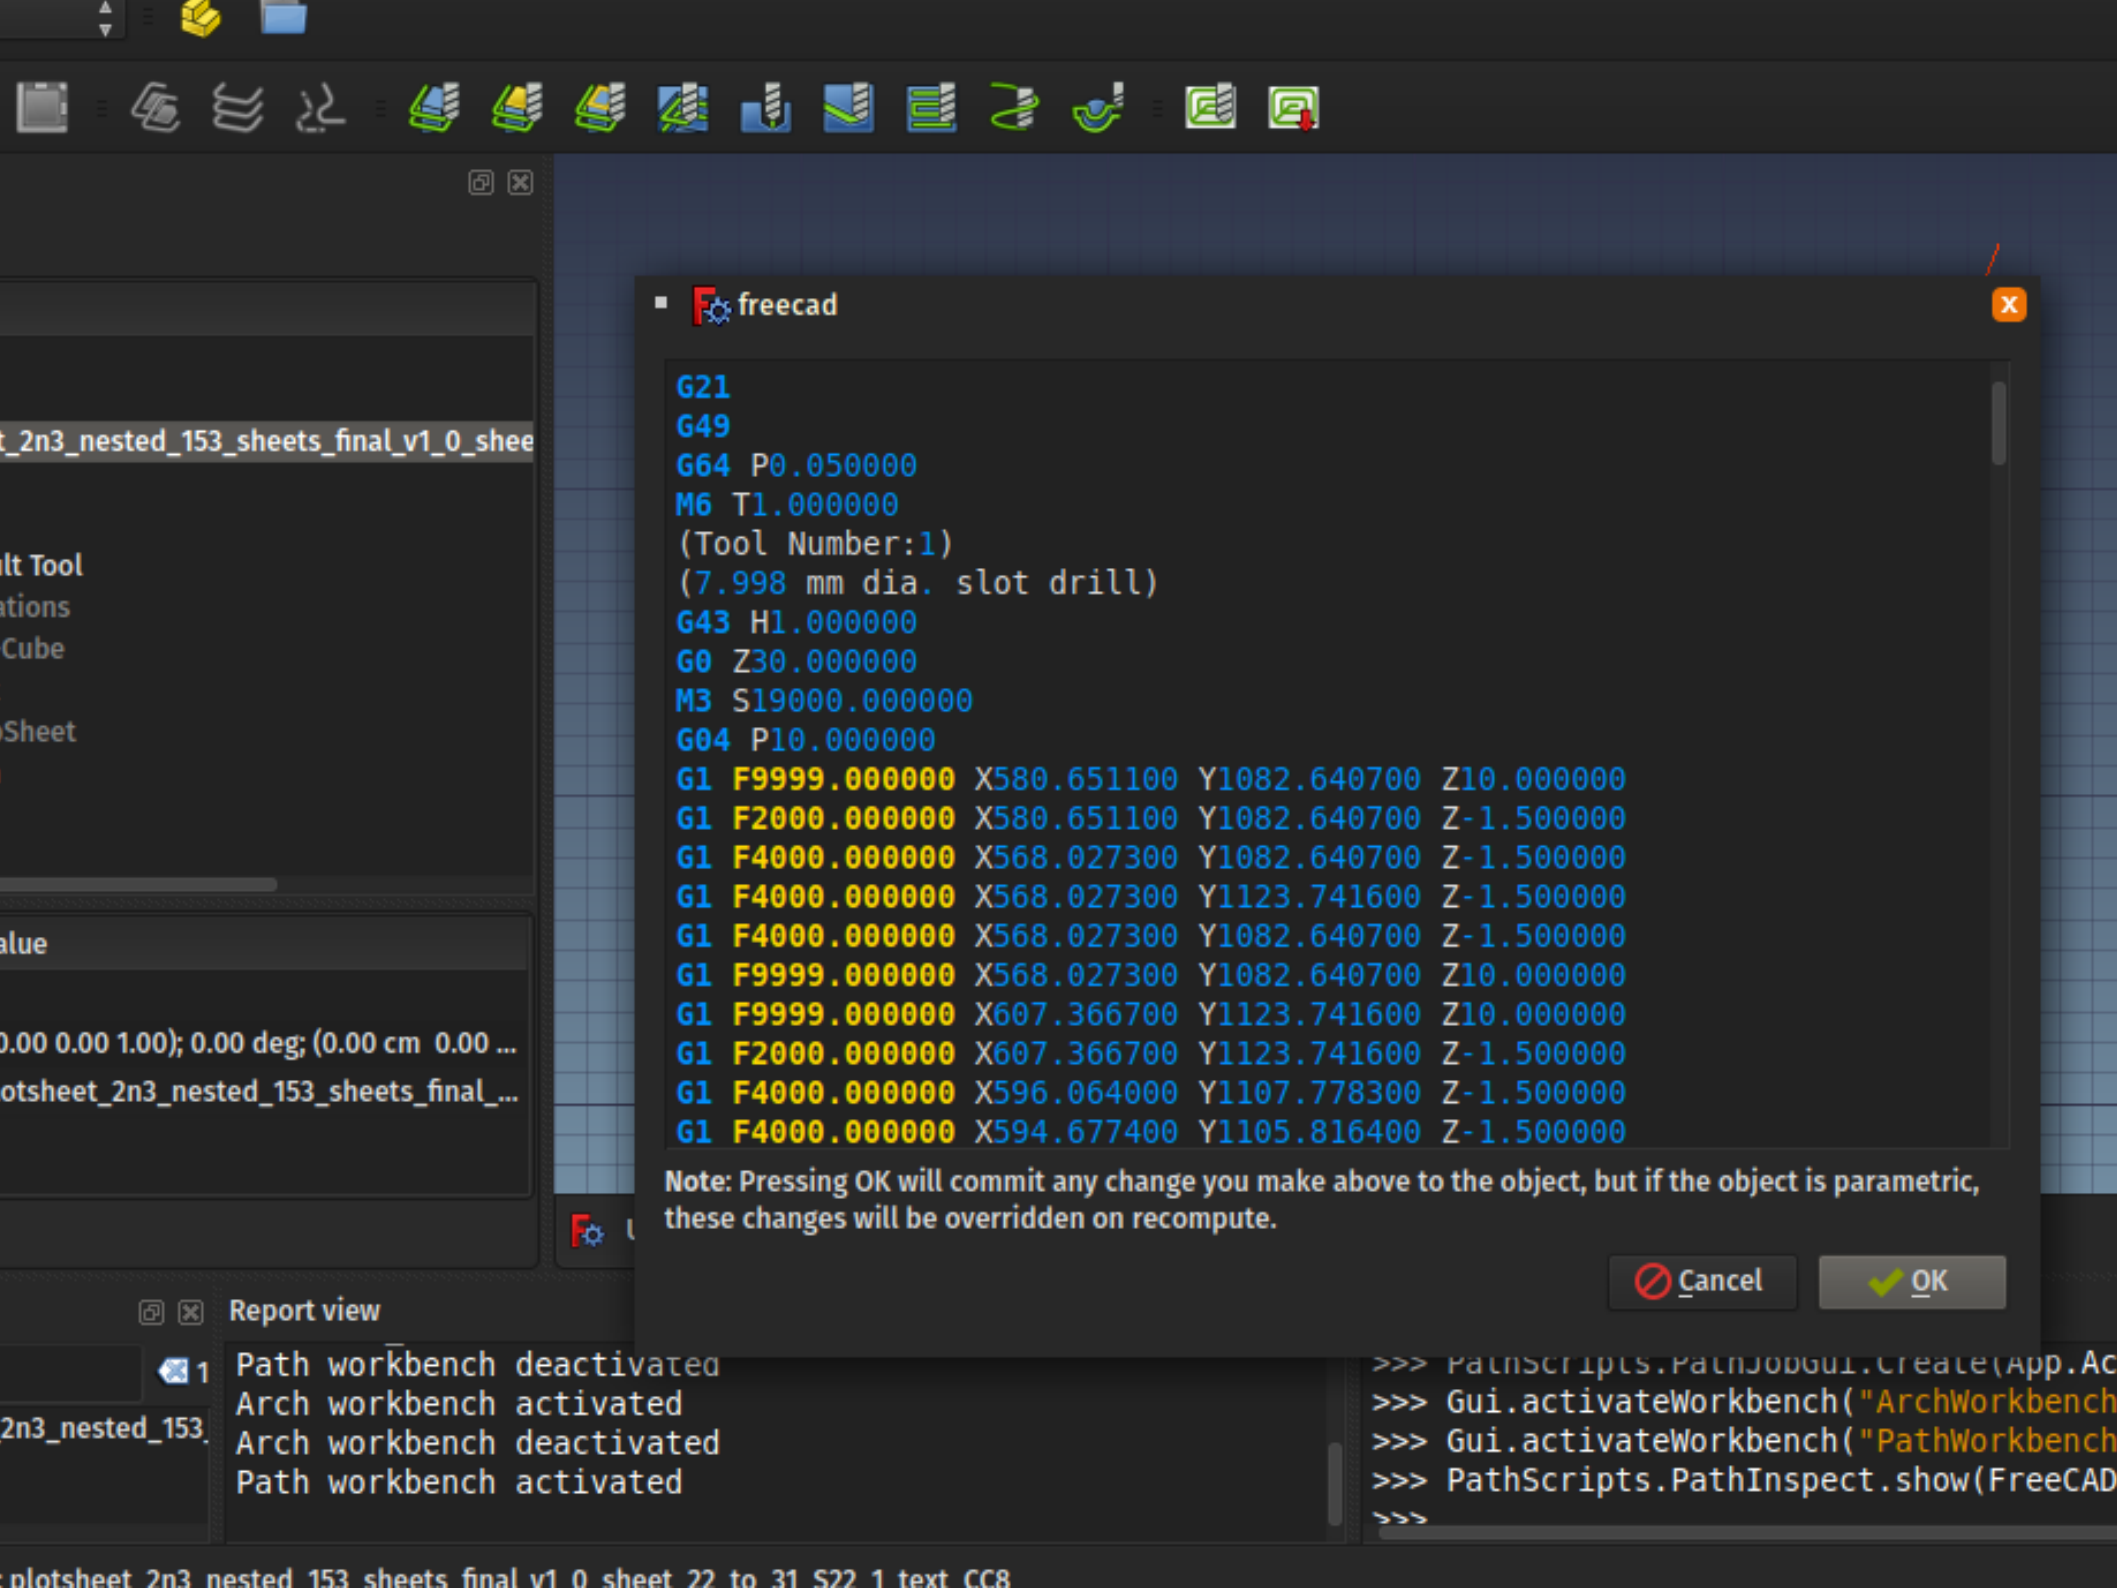 freecad
t_2n3_nested_153_sheets_final_v1_0_shee
ult Tool
ations
Cube
Sheet
alue
0.00 0.00 1.00); 0.00 deg; (0.00 cm 0.00 ...
otsheet_2n3_nested_153_sheets_final_...
G21
G49
G64 P0.050000
M6 T1.000000
(Tool Number:1)
(7.998 mm dia. slot drill)
G43 H1.000000
G0 Z30.000000
M3 S19000.000000
G04 P10.000000
G1 F9999.000000 X580.651100 Y1082.640700 Z10.000000
G1 F2000.000000 X580.651100 Y1082.640700 Z-1.500000
G1 F4000.000000 X568.027300 Y1082.640700 Z-1.500000
G1 F4000.000000 X568.027300 Y1123.741600 Z-1.500000
G1 F4000.000000 X568.027300 Y1082.640700 Z-1.500000
G1 F9999.000000 X568.027300 Y1082.640700 Z10.000000
G1 F9999.000000 X607.366700 Y1123.741600 Z10.000000
G1 F2000.000000 X607.366700 Y1123.741600 Z-1.500000
G1 F4000.000000 X596.064000 Y1107.778300 Z-1.500000
G1 F4000.000000 X594.677400 Y1105.816400 Z-1.500000
Note: Pressing OK will commit any change you make above to the object, but if the object is parametric,
these changes will be overridden on recompute.
Cancel
OK
Report view
1
2n3_nested_153_
Path workbench deactivated
Arch workbench activated
Arch workbench deactivated
Path workbench activated
>>> PathScripts.PathJobGui.Create(App.Ac
>>> Gui.activateWorkbench("ArchWorkbench
>>> Gui.activateWorkbench("PathWorkbench
>>> PathScripts.PathInspect.show(FreeCAD
>>>
: plotsheet_2n3_nested_153_sheets_final_v1_0_sheet_22_to_31_S22_1_text_CC8